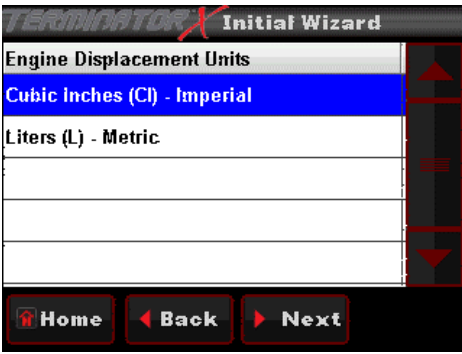 TERMINATOR X Initial Wizard
Engine Displacement Units
Cubic Inches (CI) - Imperial
Liters (L) - Metric
Home Back Next